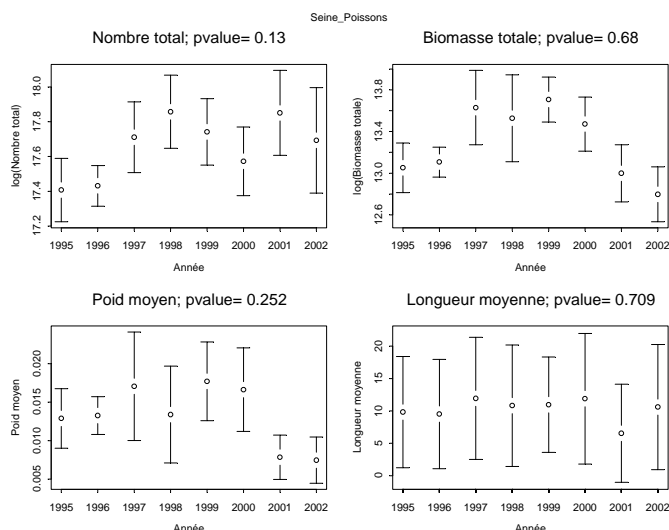 Seine_Poissons
Nombre total; pvalue= 0.13
log(Nombre total)
17.2 17.4 17.6 17.8 18.0
1995 1996 1997 1998 1999 2000 2001 2002
Année
Biomasse totale; pvalue= 0.68
log(Biomasse totale)
12.6 13.0 13.4 13.8
1995 1996 1997 1998 1999 2000 2001 2002
Année
Poid moyen; pvalue= 0.252
Poid moyen
0.005 0.010 0.015 0.020
1995 1996 1997 1998 1999 2000 2001 2002
Année
Longueur moyenne; pvalue= 0.709
Longueur moyenne
0 5 10 15 20
1995 1996 1997 1998 1999 2000 2001 2002
Année